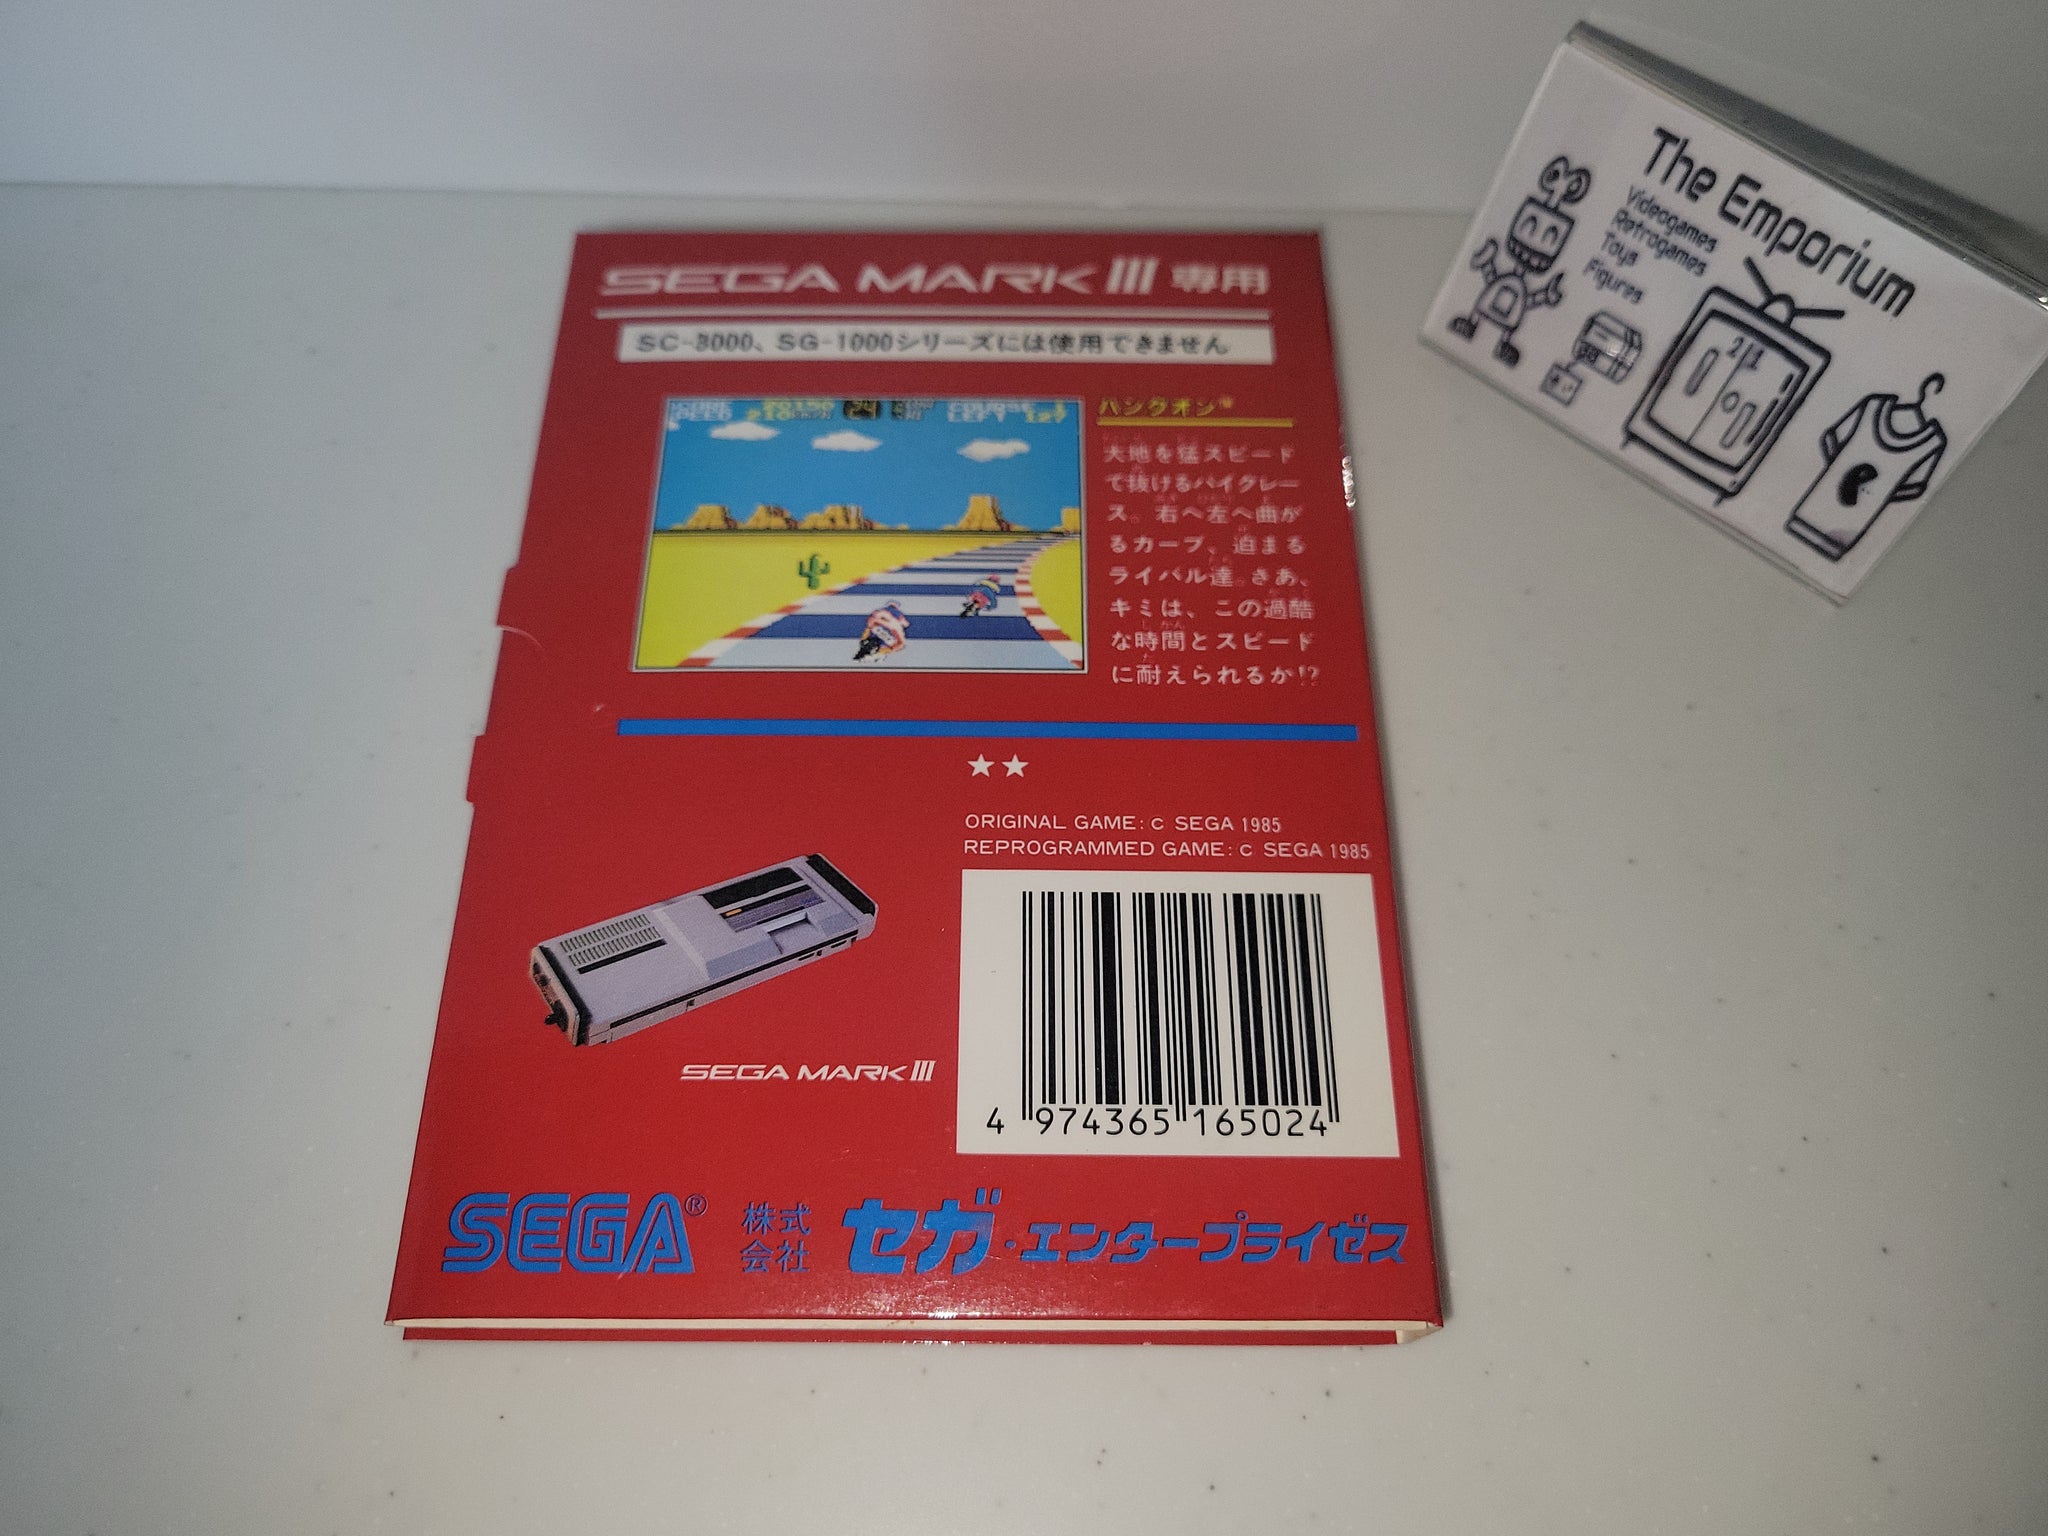 SEGA MARK III 専用
SC-3000、SG-1000シリーズには使用できません
SPEED 210
LEFT 127
ハングオン
大地を猛スピード
で抜けるバイクレー
ス。右へ左へ曲が
るカーブ、迫まる
ライバル達。さあ、
キミは、この過酷
な時間とスピード
に耐えられるか!?
★★
ORIGINAL GAME: C SEGA 1985
REPROGRAMMED GAME: C SEGA 1985
SEGA MARK III
4 974365 165024
SEGA®
株式
会社
セガ・エンタープライゼス
The Emporium
Videogames
Retrogames
Toys
Figures